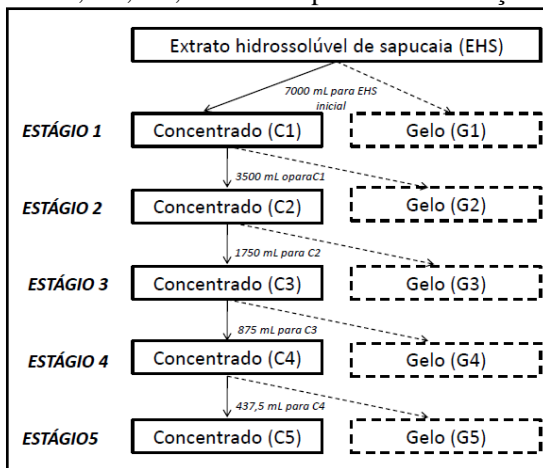 Extrato hidrossolúvel de sapucaia (EHS)
7000 mL para EHS
inicial
ESTÁGIO 1
Concentrado (C1)
Gelo (G1)
3500 mL oparaC1
ESTÁGIO 2
Concentrado (C2)
Gelo (G2)
1750 mL para C2
ESTÁGIO 3
Concentrado (C3)
Gelo (G3)
875 mL para C3
ESTÁGIO 4
Concentrado (C4)
Gelo (G4)
437,5 mL para C4
ESTÁGIO5
Concentrado (C5)
Gelo (G5)